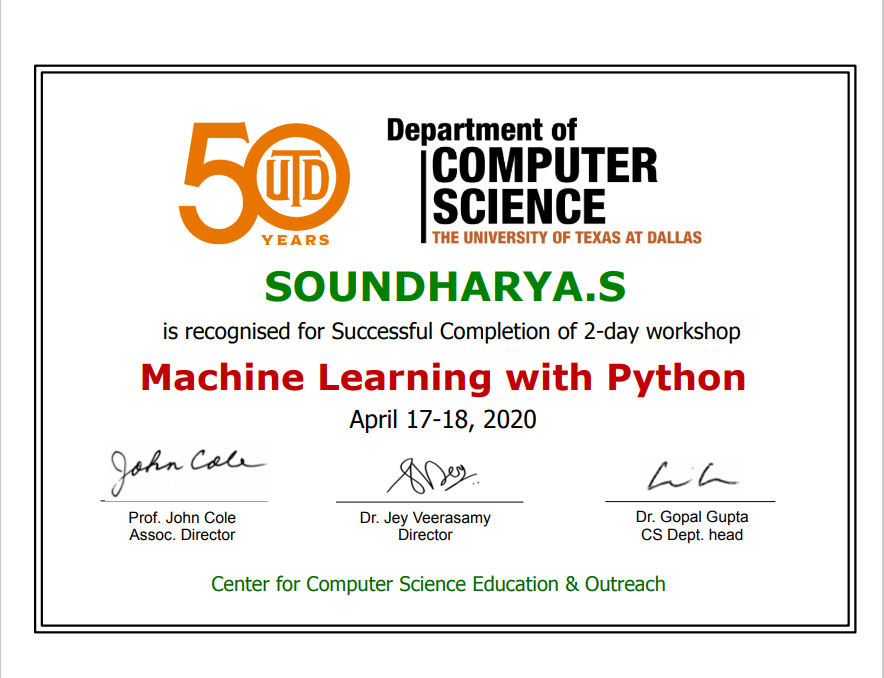 50 UTD
YEARS
Department of
COMPUTER
SCIENCE
THE UNIVERSITY OF TEXAS AT DALLAS
SOUNDHARYA.S
is recognised for Successful Completion of 2-day workshop
Machine Learning with Python
April 17-18, 2020
John Cole
Prof. John Cole
Assoc. Director
Dr. Jey Veerasamy
Director
Dr. Gopal Gupta
CS Dept. head
Center for Computer Science Education & Outreach